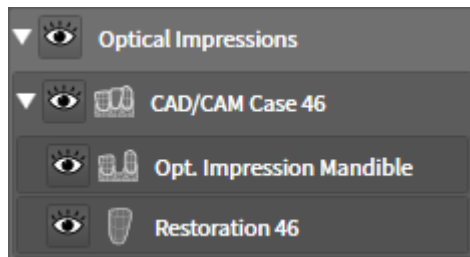 Optical Impressions
CAD/CAM Case 46
Opt. Impression Mandible
Restoration 46